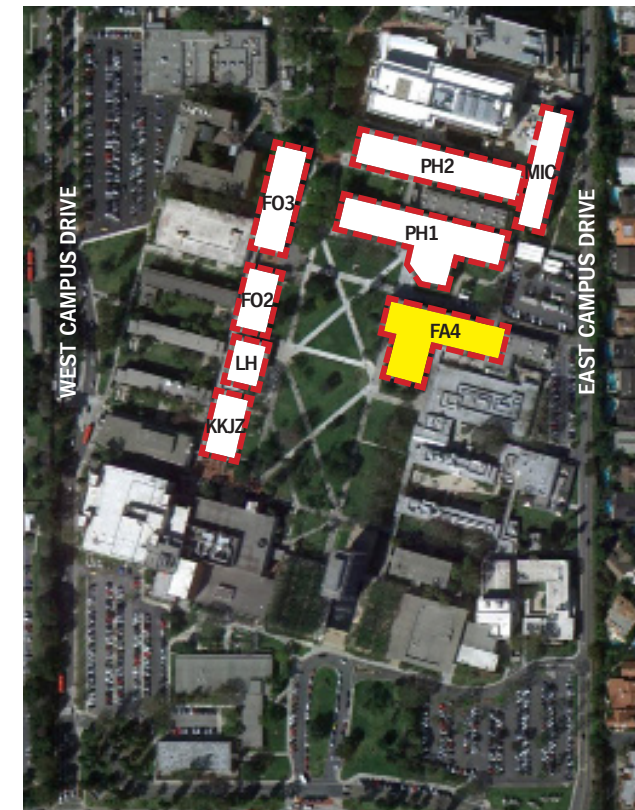 PH2
MIC
FO3
PH1
WEST CAMPUS DRIVE
EAST CAMPUS DRIVE
FO2
FA4
LH
KKJZ